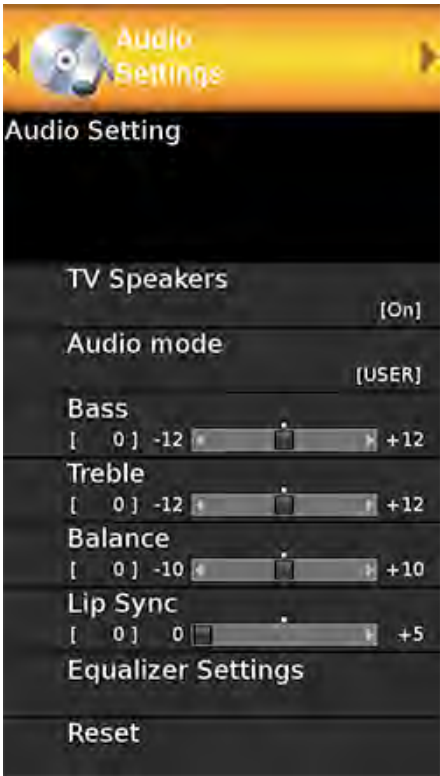 Audio
Settings
Audio Setting
TV Speakers
[On]
Audio mode
[USER]
Bass
[ 0 ] -12 +12
Treble
[ 0 ] -12 +12
Balance
[ 0 ] -10 +10
Lip Sync
[ 0 ] 0 +5
Equalizer Settings
Reset